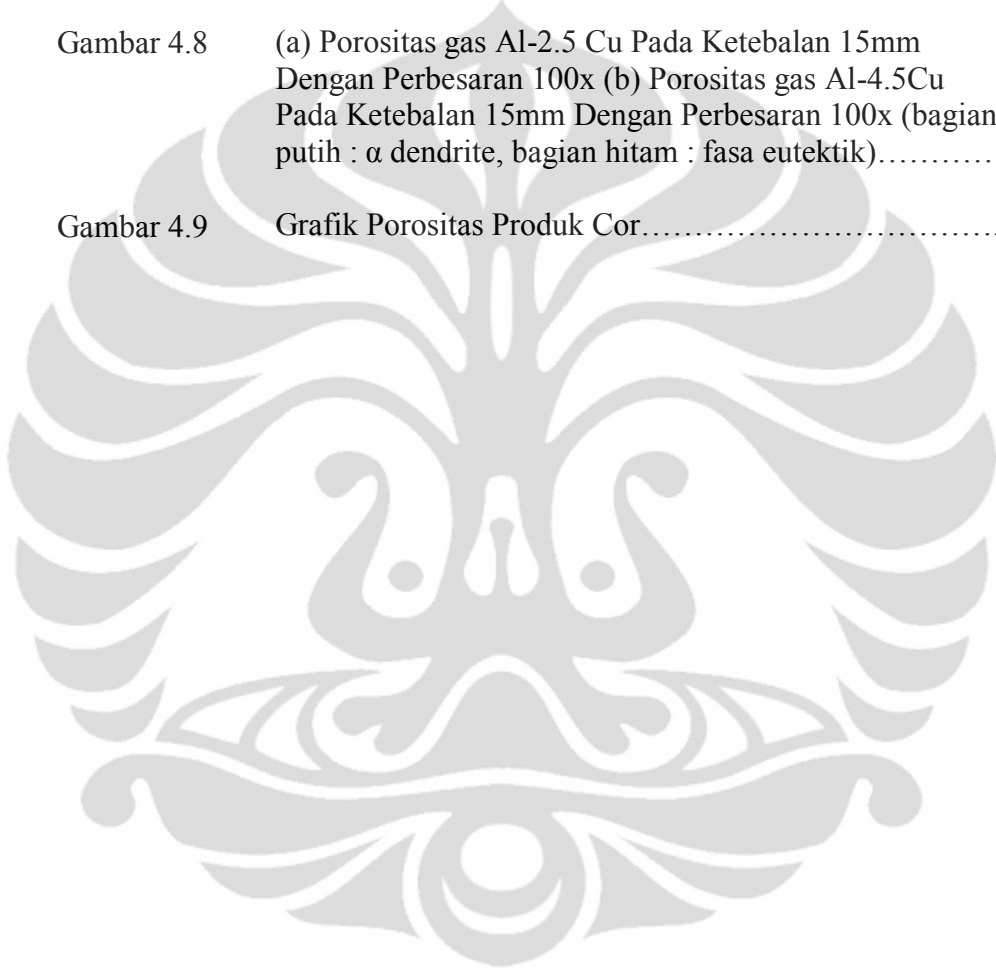 Gambar 4.8 (a) Porositas gas Al-2.5 Cu Pada Ketebalan 15mm
Dengan Perbesaran 100x (b) Porositas gas Al-4.5Cu
Pada Ketebalan 15mm Dengan Perbesaran 100x (bagian
putih : α dendrite, bagian hitam : fasa eutektik)…………
Gambar 4.9 Grafik Porositas Produk Cor…………………………………